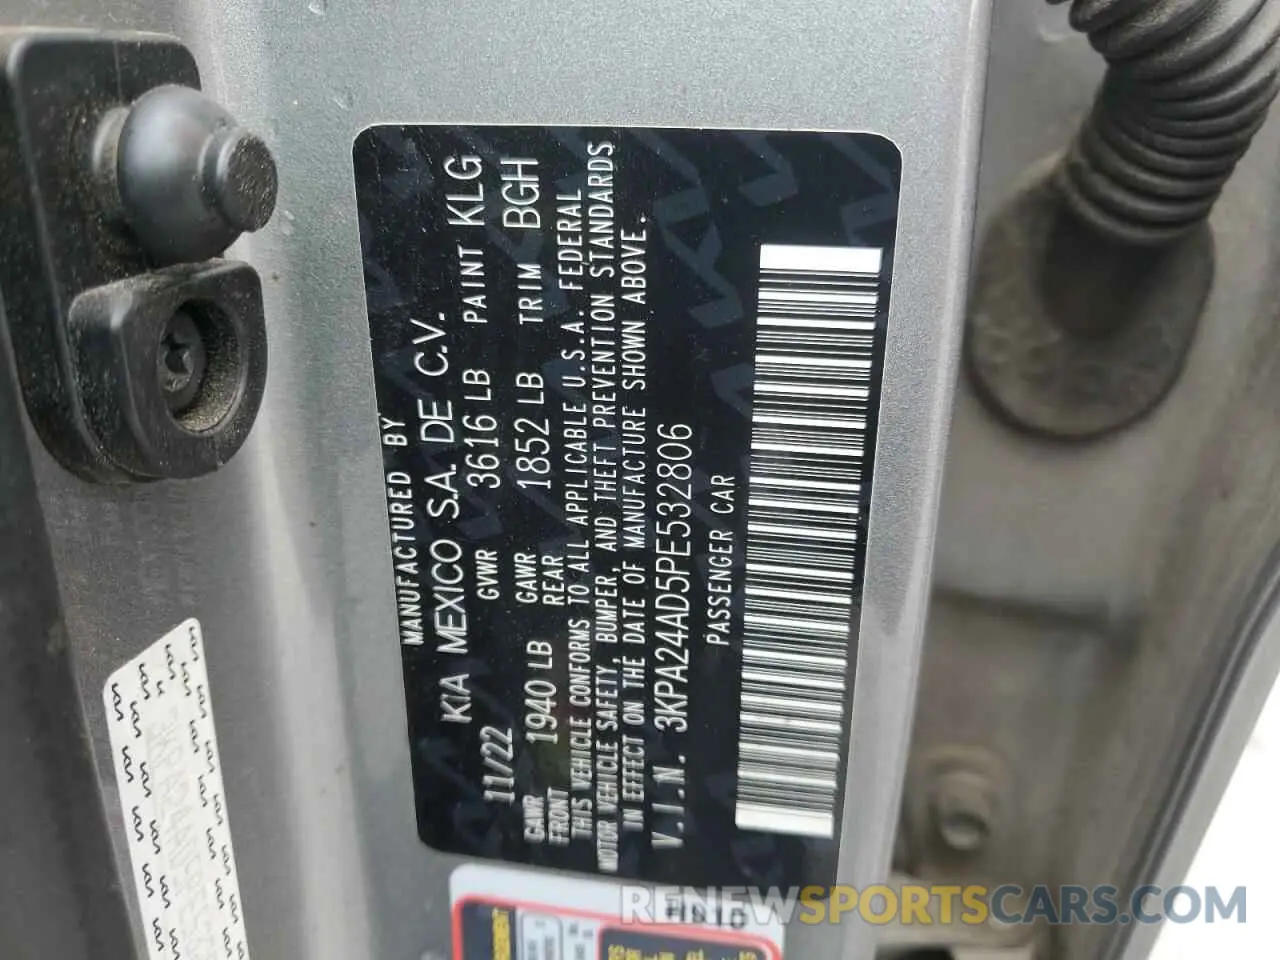 MANUFACTURED BY
KIA MEXICO S.A. DE C.V.
11/22 GVWR 3616 LB PAINT KLG
GAWR FRONT 1940 LB GAWR REAR 1852 LB TRIM BGH
THIS VEHICLE CONFORMS TO ALL APPLICABLE U.S.A. FEDERAL
MOTOR VEHICLE SAFETY, BUMPER, AND THEFT PREVENTION STANDARDS
IN EFFECT ON THE DATE OF MANUFACTURE SHOWN ABOVE.
V.I.N. 3KPA24AD5PE532806
PASSENGER CAR
RENEWSPORTSCARS.COM